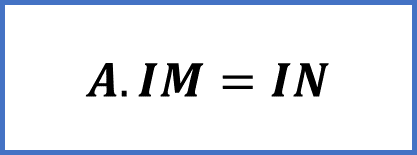 A. IM = IN